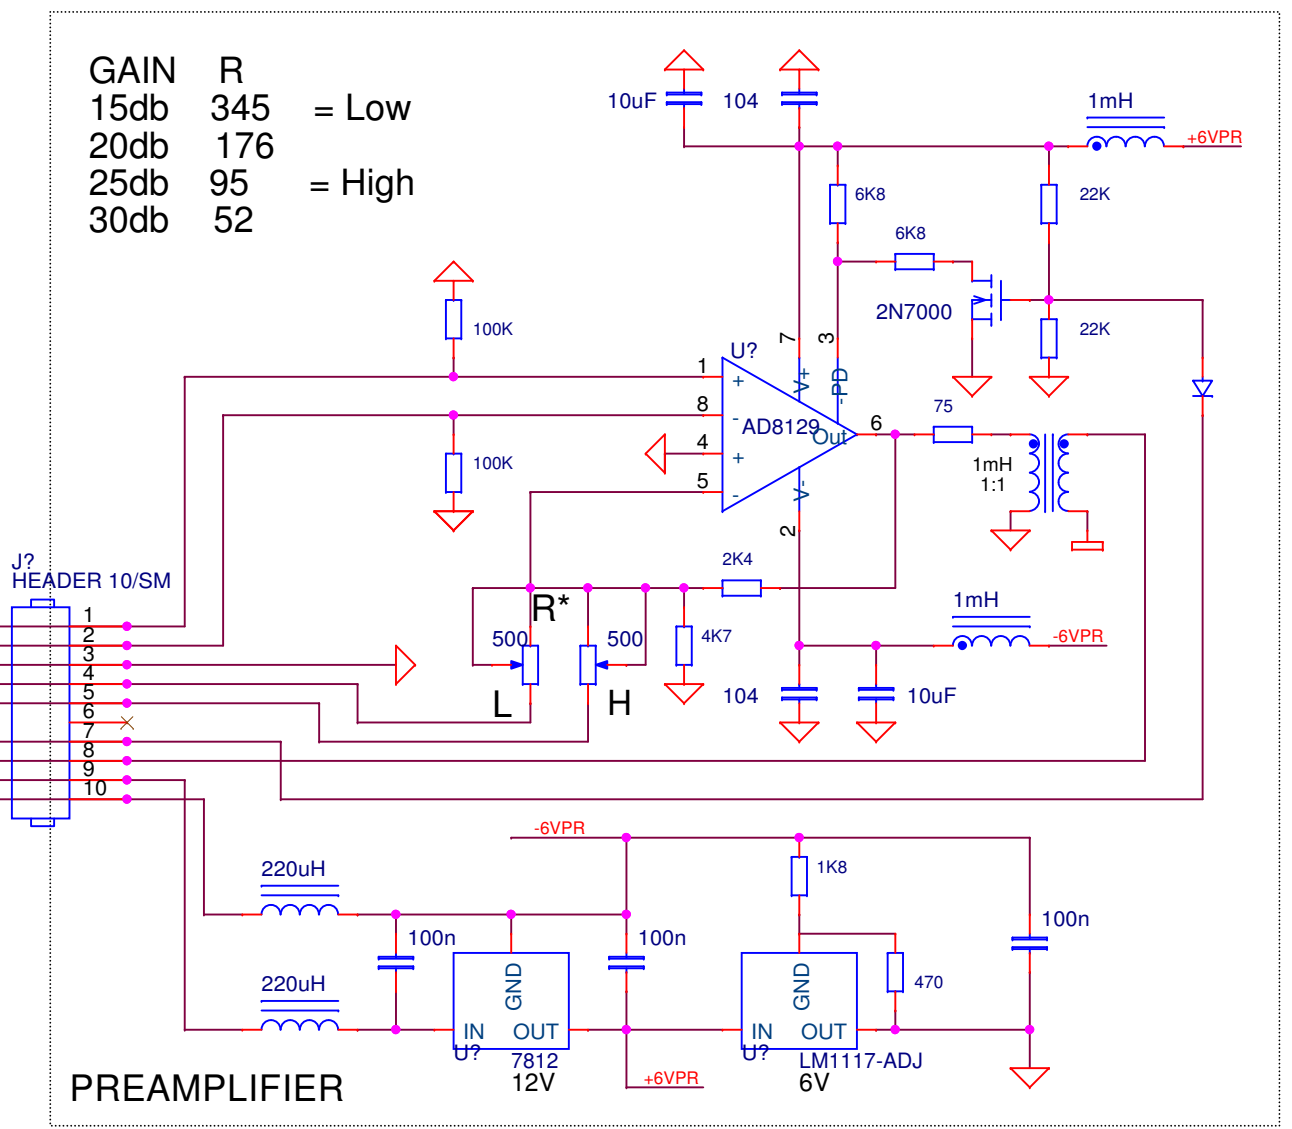 GAIN R
15db 345 = Low
20db 176
25db 95 = High
30db 52
10uF
104
1mH
+6VPR
6K8
22K
6K8
2N7000
22K
100K
100K
U?
7
3
V+
-PD
1
+
8
-
AD8129
Out
6
4
+
5
-
V-
2
75
1mH
1:1
2K4
J?
HEADER 10/SM
1
2
3
4
5
6
7
8
9
10
R*
500
500
L
H
4K7
1mH
-6VPR
104
10uF
-6VPR
220uH
100n
100n
1K8
100n
220uH
GND
IN OUT
U?
7812
12V
+6VPR
GND
IN OUT
470
U?
LM1117-ADJ
6V
PREAMPLIFIER